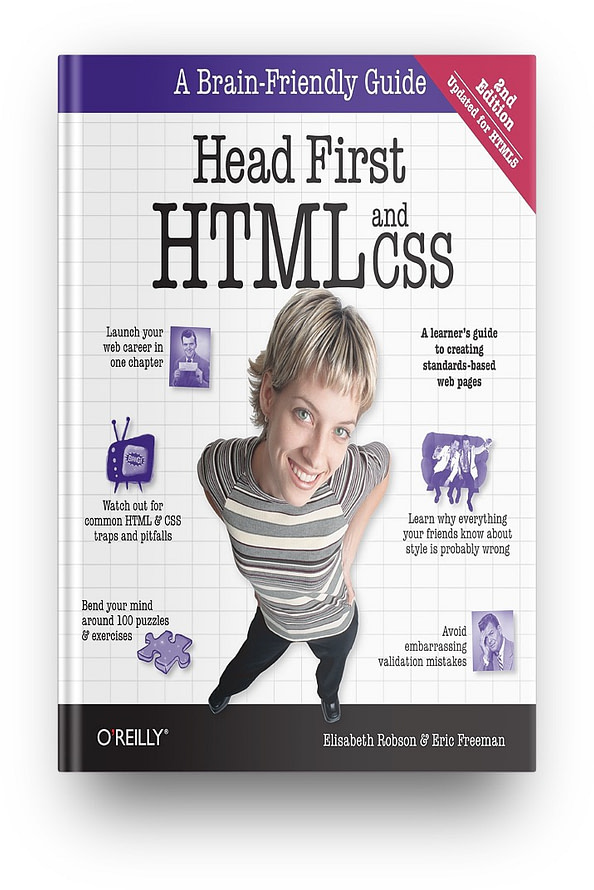 A Brain-Friendly Guide
2nd
Edition
Updated for HTML5
Head First
HTML and
CSS
Launch your
web career in
one chapter
A learner's guide
to creating
standards-based
web pages
BANG!
Watch out for
common HTML & CSS
traps and pitfalls
Learn why everything
your friends know about
style is probably wrong
Bend your mind
around 100 puzzles
& exercises
Avoid
embarrassing
validation mistakes
O'REILLY®
Elisabeth Robson & Eric Freeman